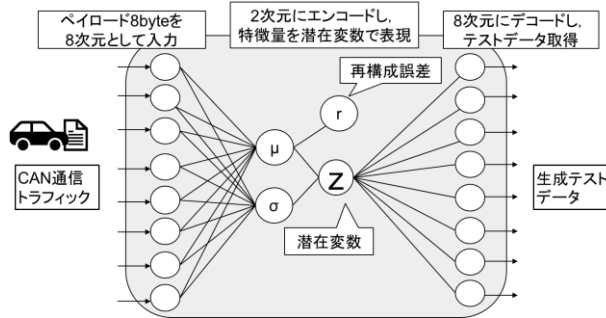 ペイロード8byteを
8次元として入力
2次元にエンコードし,
特徴量を潜在変数で表現
8次元にデコードし,
テストデータ取得
再構成誤差
r
μ
CAN通信
トラフィック
Z
σ
生成テスト
データ
潜在変数